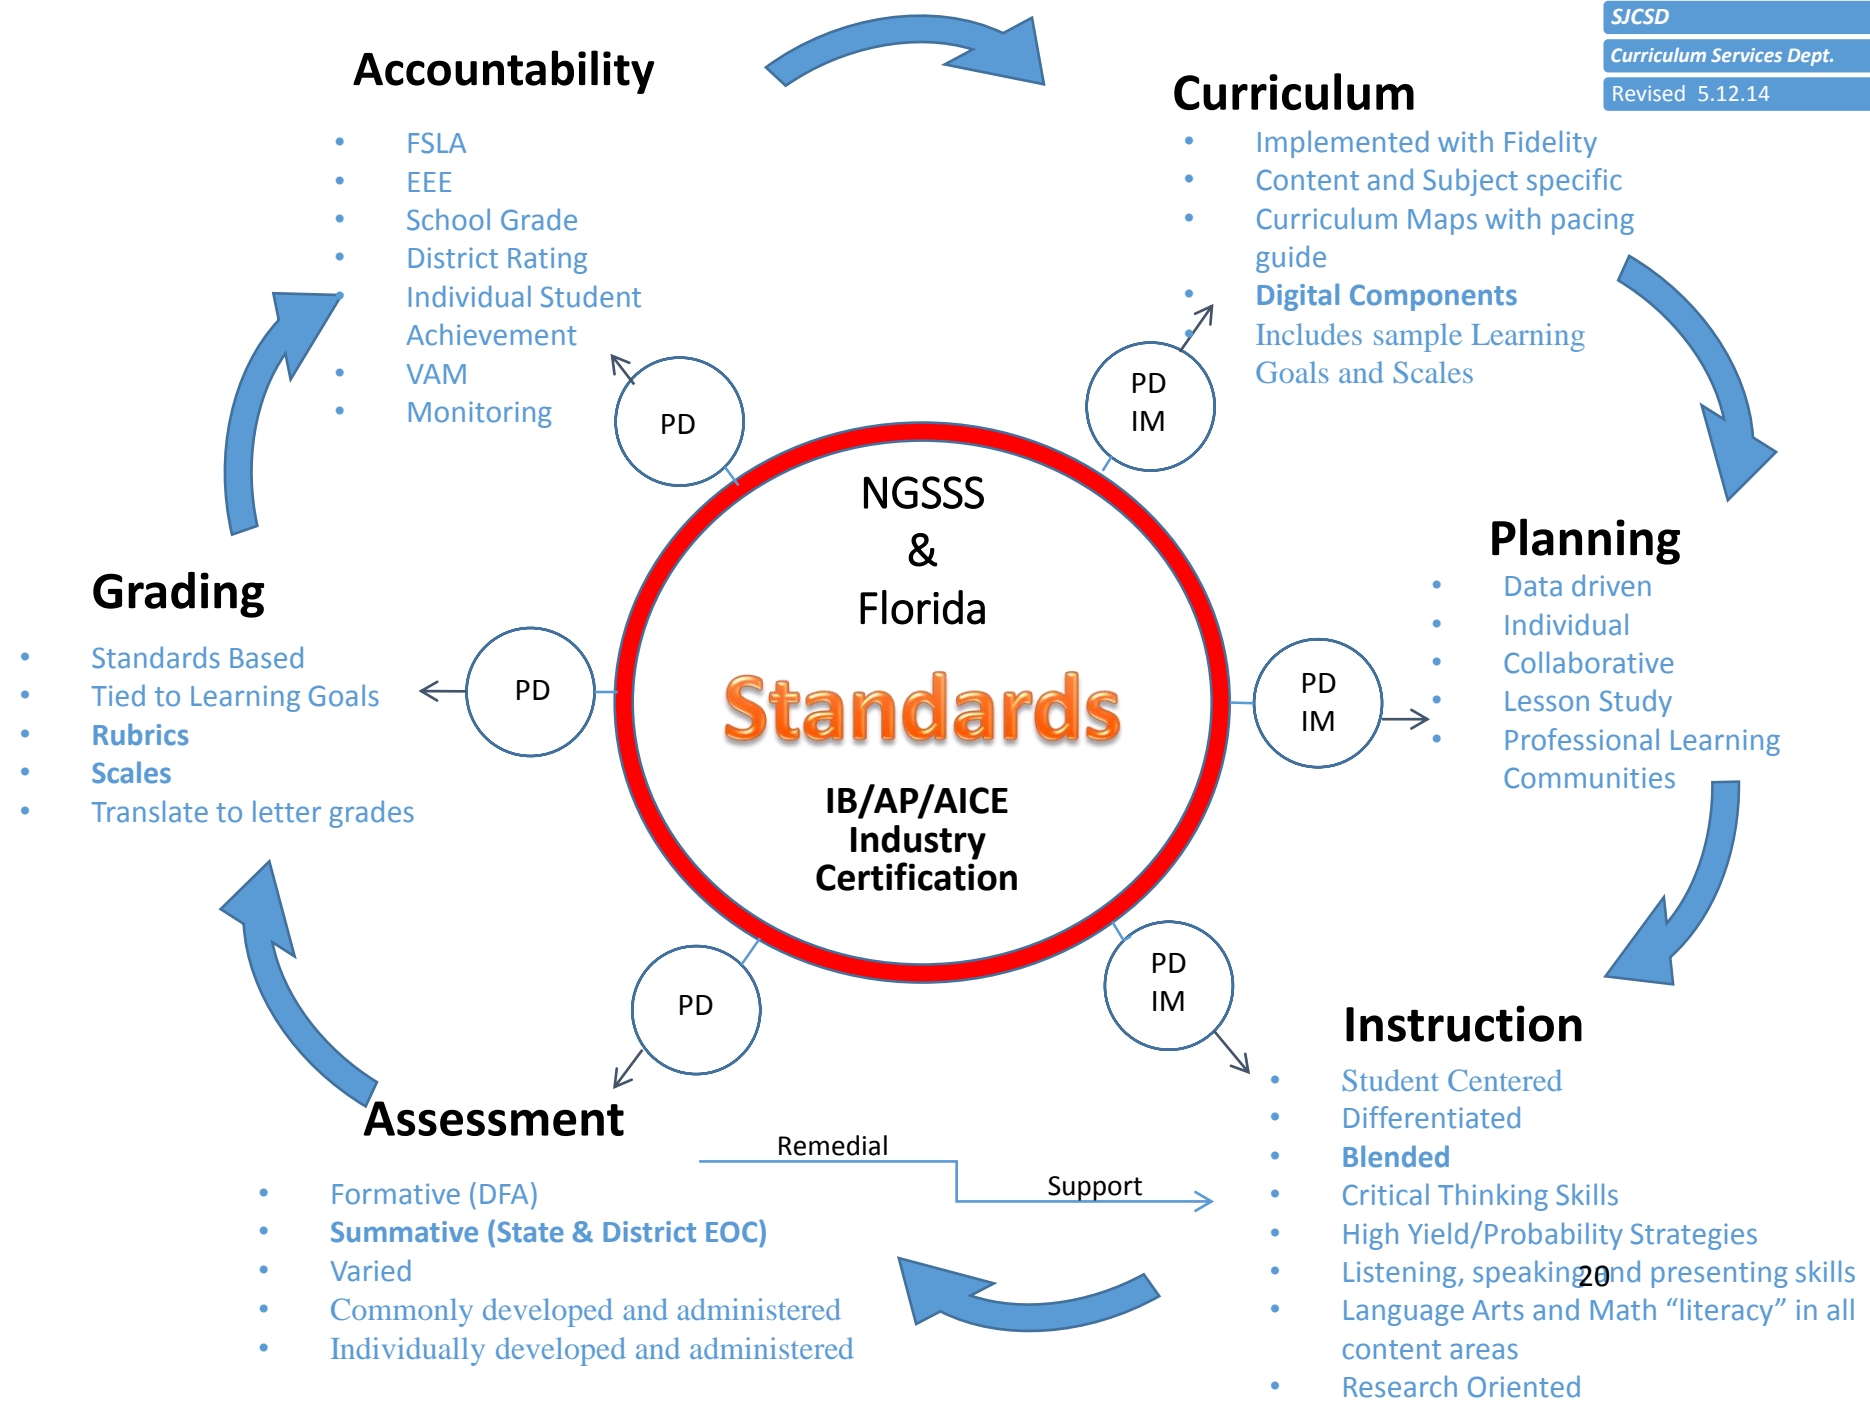 SJCSD
Curriculum Services Dept.
Revised 5.12.14
Accountability
• FSLA
• EEE
• School Grade
• District Rating
• Individual Student
Achievement
• VAM
• Monitoring
Curriculum
• Implemented with Fidelity
• Content and Subject specific
• Curriculum Maps with pacing
guide
• Digital Components
• Includes sample Learning
Goals and Scales
PD
PD
IM
NGSSS
&
Florida
Standards
IB/AP/AICE
Industry
Certification
Planning
• Data driven
• Individual
• Collaborative
• Lesson Study
• Professional Learning
Communities
PD
IM
Grading
• Standards Based
• Tied to Learning Goals
• Rubrics
• Scales
• Translate to letter grades
PD
PD
PD
IM
Instruction
• Student Centered
• Differentiated
• Blended
• Critical Thinking Skills
• High Yield/Probability Strategies
• Listening, speaking and presenting skills
• Language Arts and Math “literacy” in all
content areas
• Research Oriented
Assessment
• Formative (DFA)
• Summative (State & District EOC)
• Varied
• Commonly developed and administered
• Individually developed and administered
Remedial
Support
20